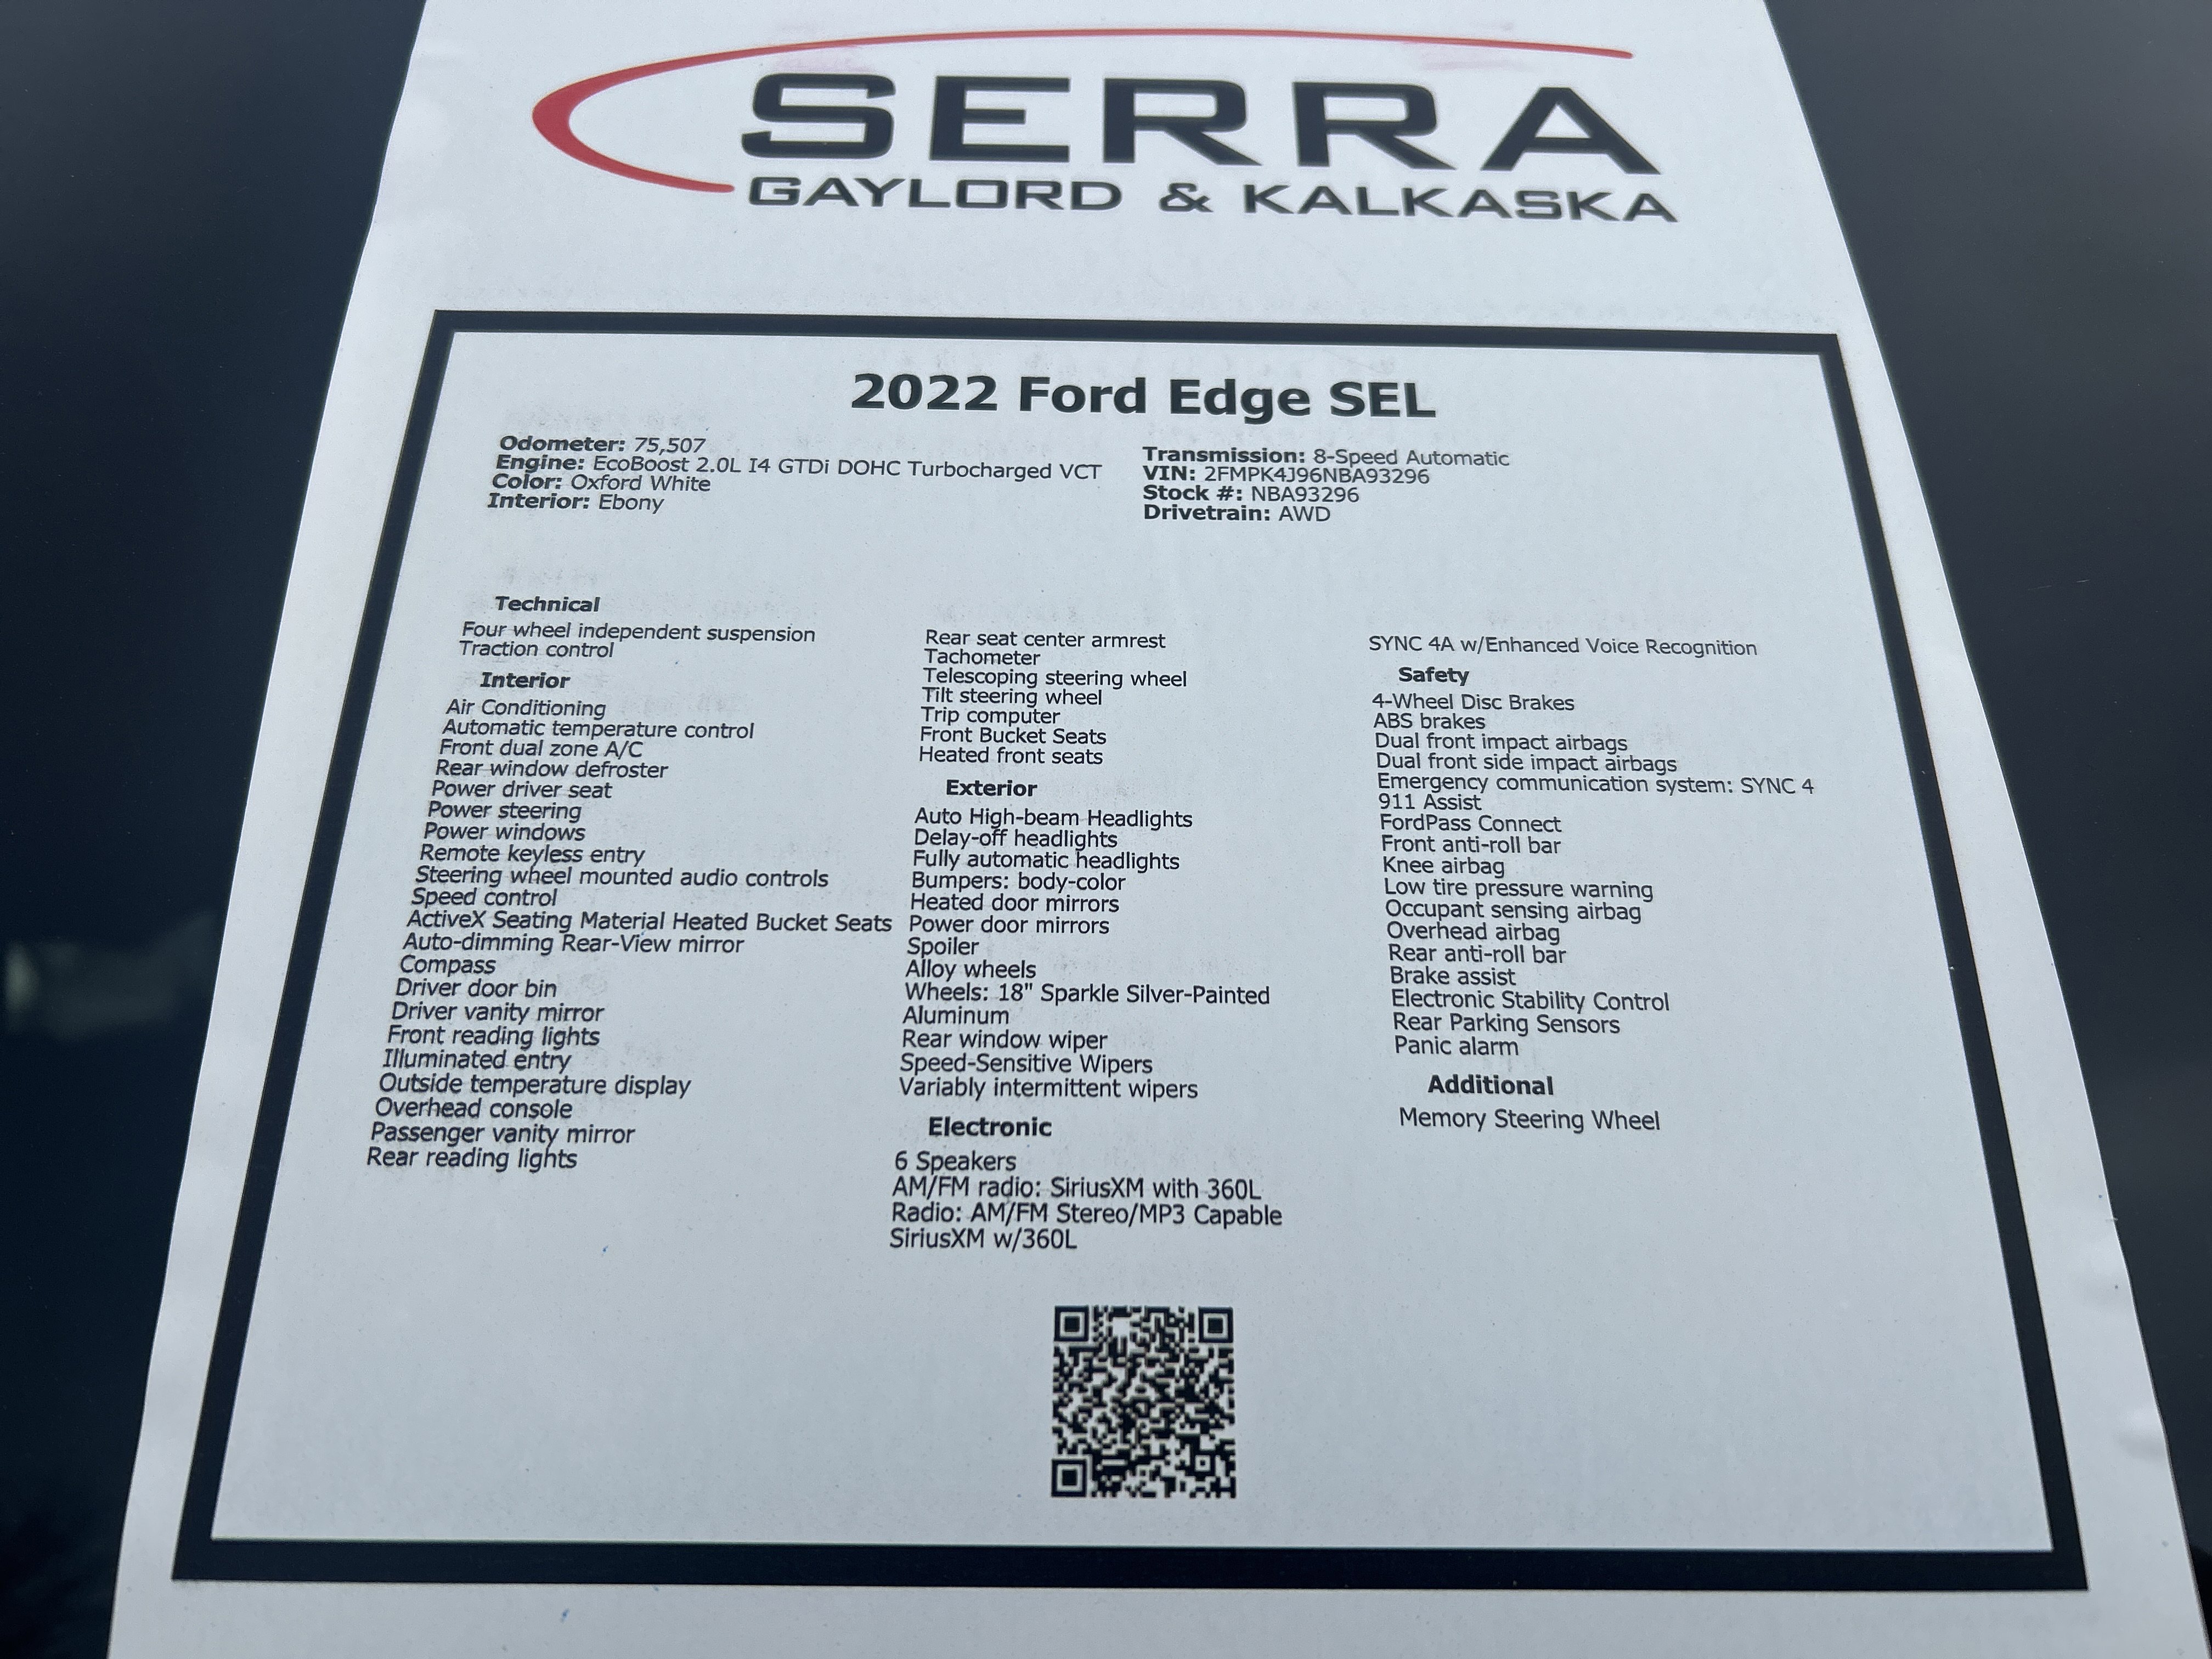 SERRA
GAYLORD & KALKASKA
2022 Ford Edge SEL
Odometer: 75,507
Engine: EcoBoost 2.0L I4 GTDi DOHC Turbocharged VCT
Color: Oxford White
Interior: Ebony
Transmission: 8-Speed Automatic
VIN: 2FMPK4J96NBA93296
Stock #: NBA93296
Drivetrain: AWD
Technical
Four wheel independent suspension
Traction control
Interior
Air Conditioning
Automatic temperature control
Front dual zone A/C
Rear window defroster
Power driver seat
Power steering
Power windows
Remote keyless entry
Steering wheel mounted audio controls
Speed control
ActiveX Seating Material Heated Bucket Seats
Auto-dimming Rear-View mirror
Compass
Driver door bin
Driver vanity mirror
Front reading lights
Illuminated entry
Outside temperature display
Overhead console
Passenger vanity mirror
Rear reading lights
Rear seat center armrest
Tachometer
Telescoping steering wheel
Tilt steering wheel
Trip computer
Front Bucket Seats
Heated front seats
Exterior
Auto High-beam Headlights
Delay-off headlights
Fully automatic headlights
Bumpers: body-color
Heated door mirrors
Power door mirrors
Spoiler
Alloy wheels
Wheels: 18" Sparkle Silver-Painted
Aluminum
Rear window wiper
Speed-Sensitive Wipers
Variably intermittent wipers
Electronic
6 Speakers
AM/FM radio: SiriusXM with 360L
Radio: AM/FM Stereo/MP3 Capable
SiriusXM w/360L
SYNC 4A w/Enhanced Voice Recognition
Safety
4-Wheel Disc Brakes
ABS brakes
Dual front impact airbags
Dual front side impact airbags
Emergency communication system: SYNC 4
911 Assist
FordPass Connect
Front anti-roll bar
Knee airbag
Low tire pressure warning
Occupant sensing airbag
Overhead airbag
Rear anti-roll bar
Brake assist
Electronic Stability Control
Rear Parking Sensors
Panic alarm
Additional
Memory Steering Wheel